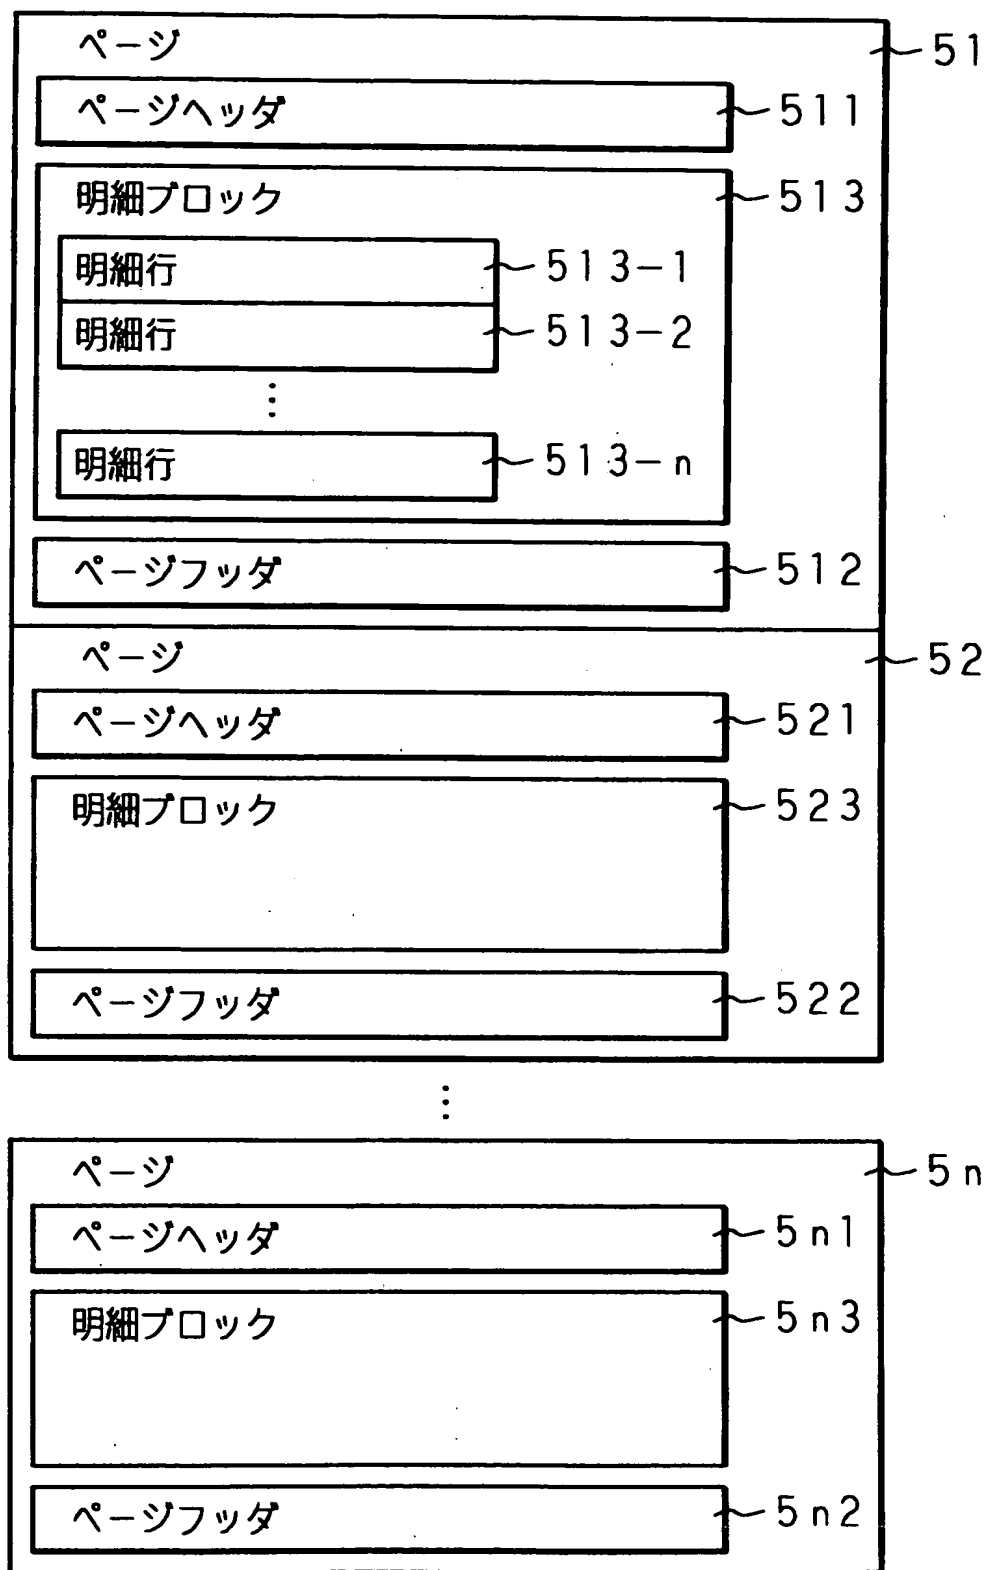 ページ 51
ページヘッダ 511
明細ブロック 513
明細行 513-1
明細行 513-2
⋮
明細行 513-n
ページフッダ 512
ページ 52
ページヘッダ 521
明細ブロック 523
ページフッダ 522
⋮
ページ 5n
ページヘッダ 5n1
明細ブロック 5n3
ページフッダ 5n2